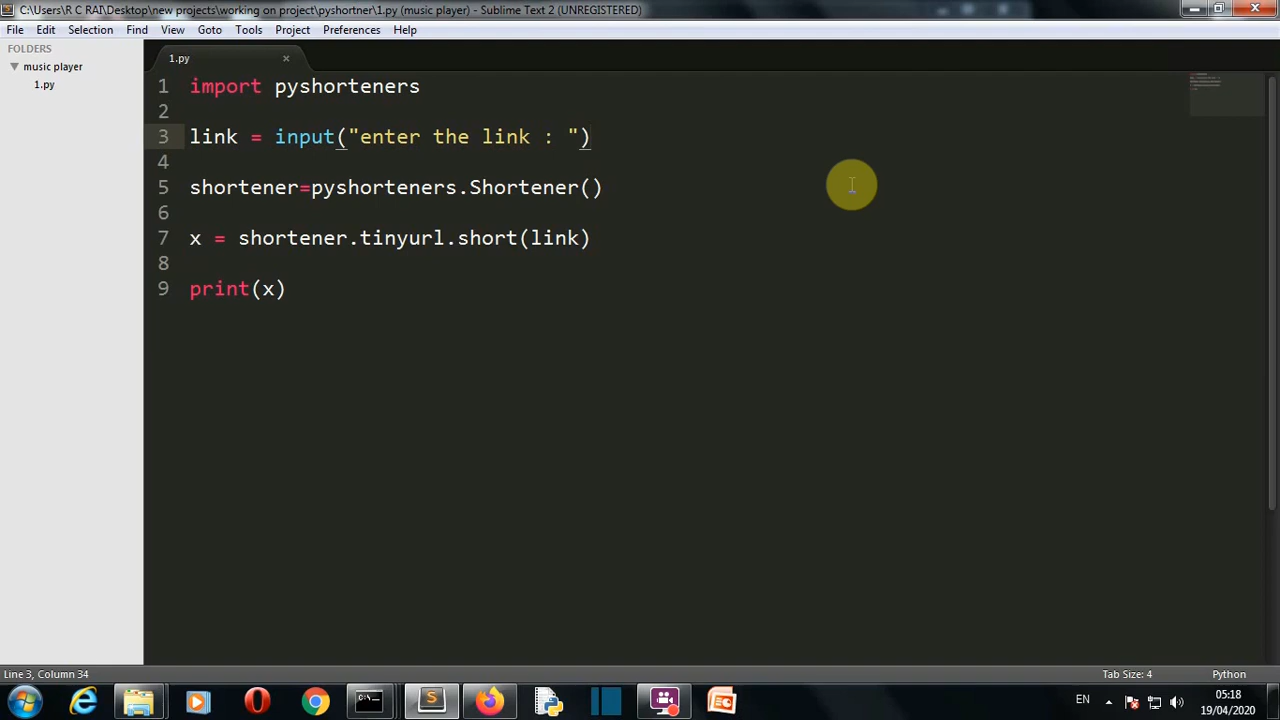 C:\Users\R C RAI\Desktop\new projects\working on project\pyshortner\1.py (music player) - Sublime Text 2 (UNREGISTERED)
File Edit Selection Find View Goto Tools Project Preferences Help
FOLDERS
music player
1.py
1.py
1 import pyshorteners
2
3 link = input("enter the link : ")
4
5 shortener=pyshorteners.Shortener()
6
7 x = shortener.tinyurl.short(link)
8
9 print(x)
Line 3, Column 34
Tab Size: 4
Python
EN
05:18
19/04/2020